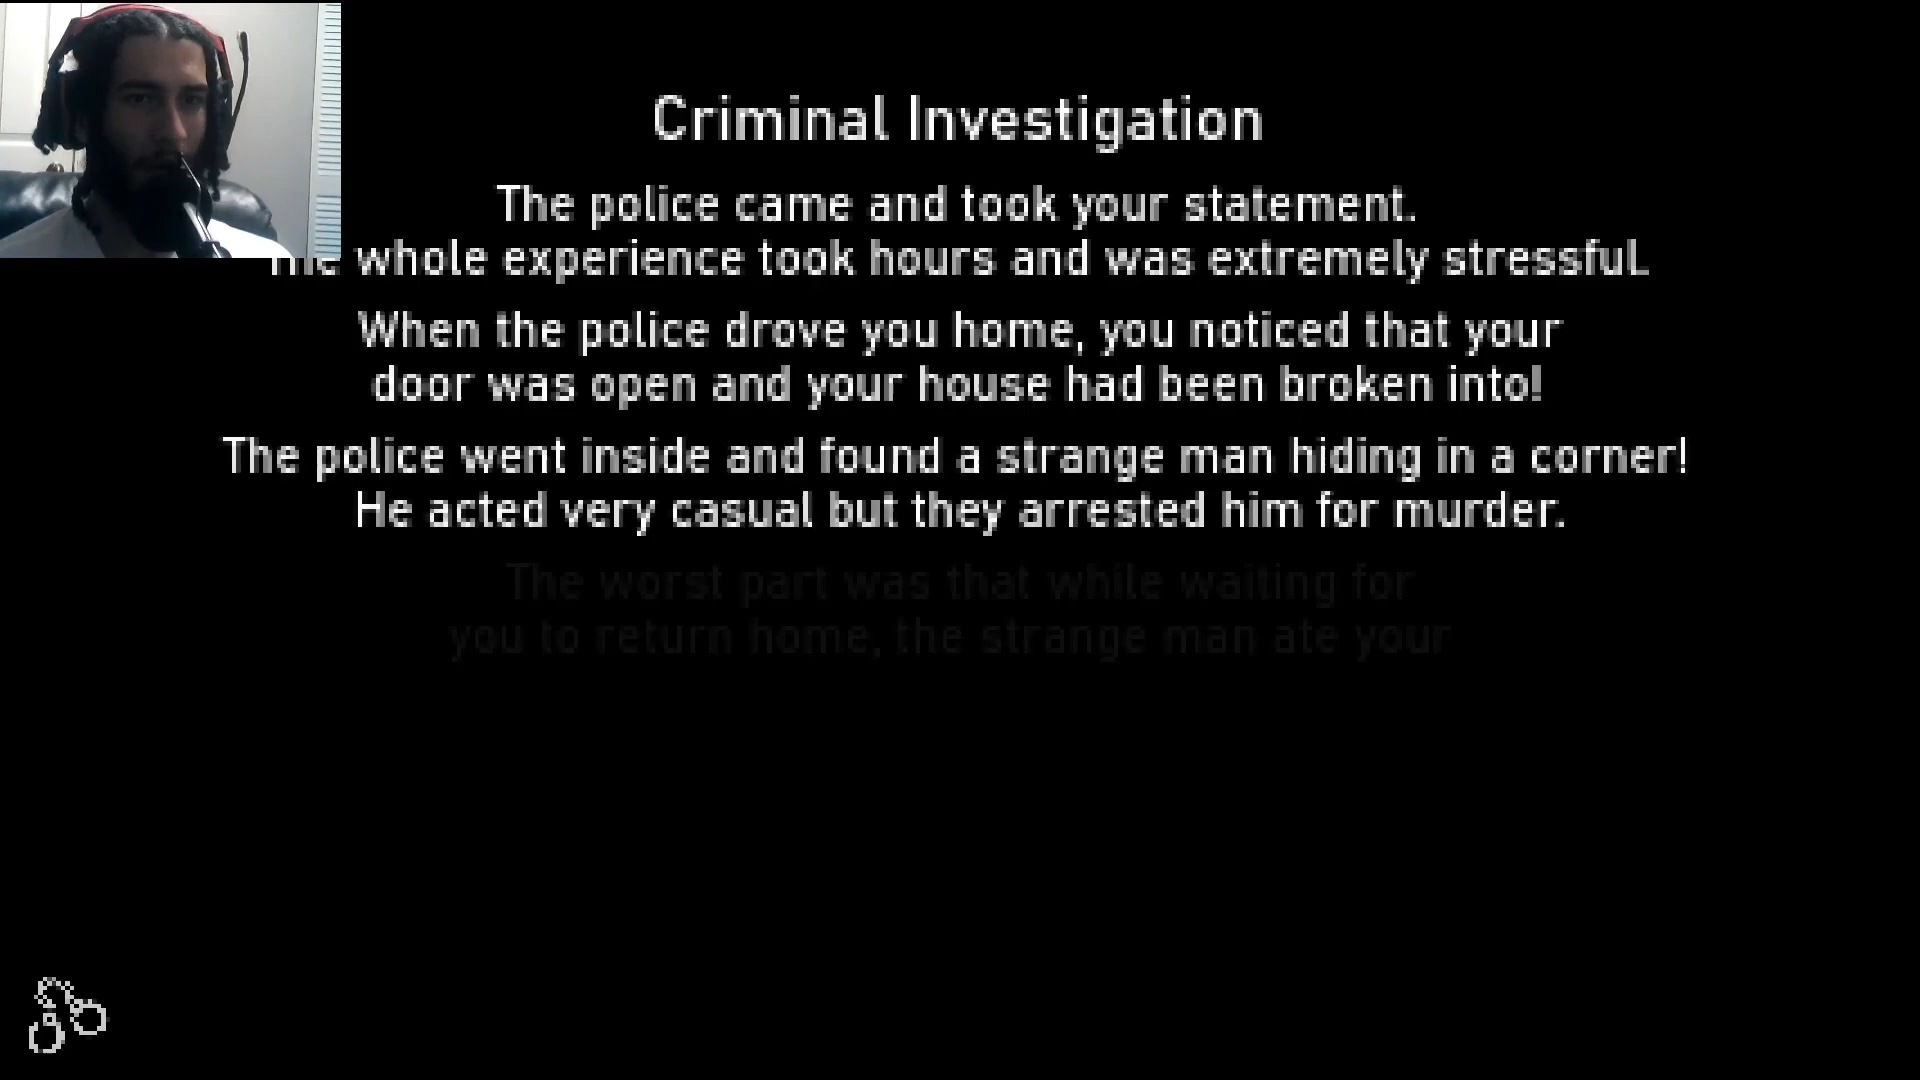 Criminal Investigation
The police came and took your statement.
The whole experience took hours and was extremely stressful.
When the police drove you home, you noticed that your
door was open and your house had been broken into!
The police went inside and found a strange man hiding in a corner!
He acted very casual but they arrested him for murder.
The worst part was that while waiting for
you to return home, the strange man ate your